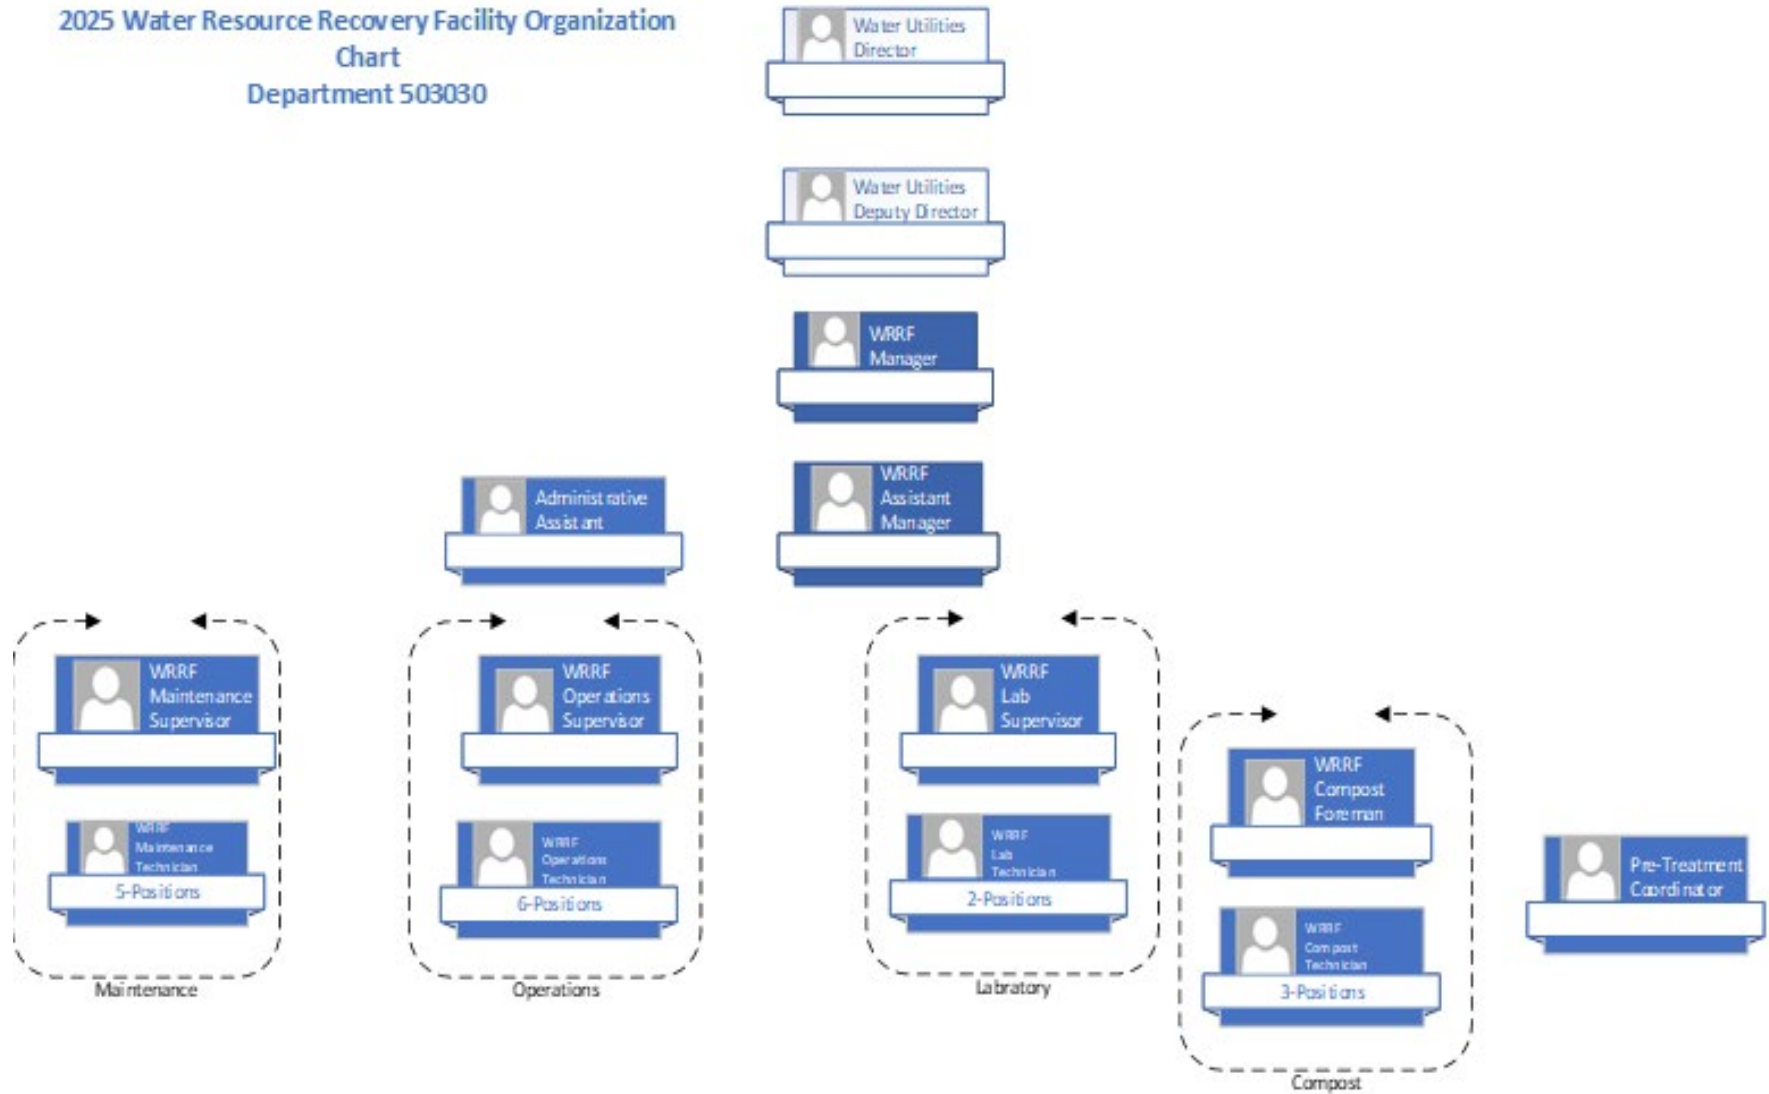 2025 Water Resource Recovery Facility Organization
Chart
Department 503030
Water Utilities
Director
Water Utilities
Deputy Director
WRRF
Manager
WRRF
Assistant
Manager
Administrative
Assistant
WRRF
Maintenance
Supervisor
WRRF
Maintenance
Technician
5-Positions
Maintenance
WRRF
Operations
Supervisor
WRRF
Operations
Technician
6-Positions
Operations
WRRF
Lab
Supervisor
WRRF
Lab
Technician
2-Positions
Labratory
WRRF
Compost
Foreman
WRRF
Compost
Technician
3-Positions
Compost
Pre-Treatment
Coordinator